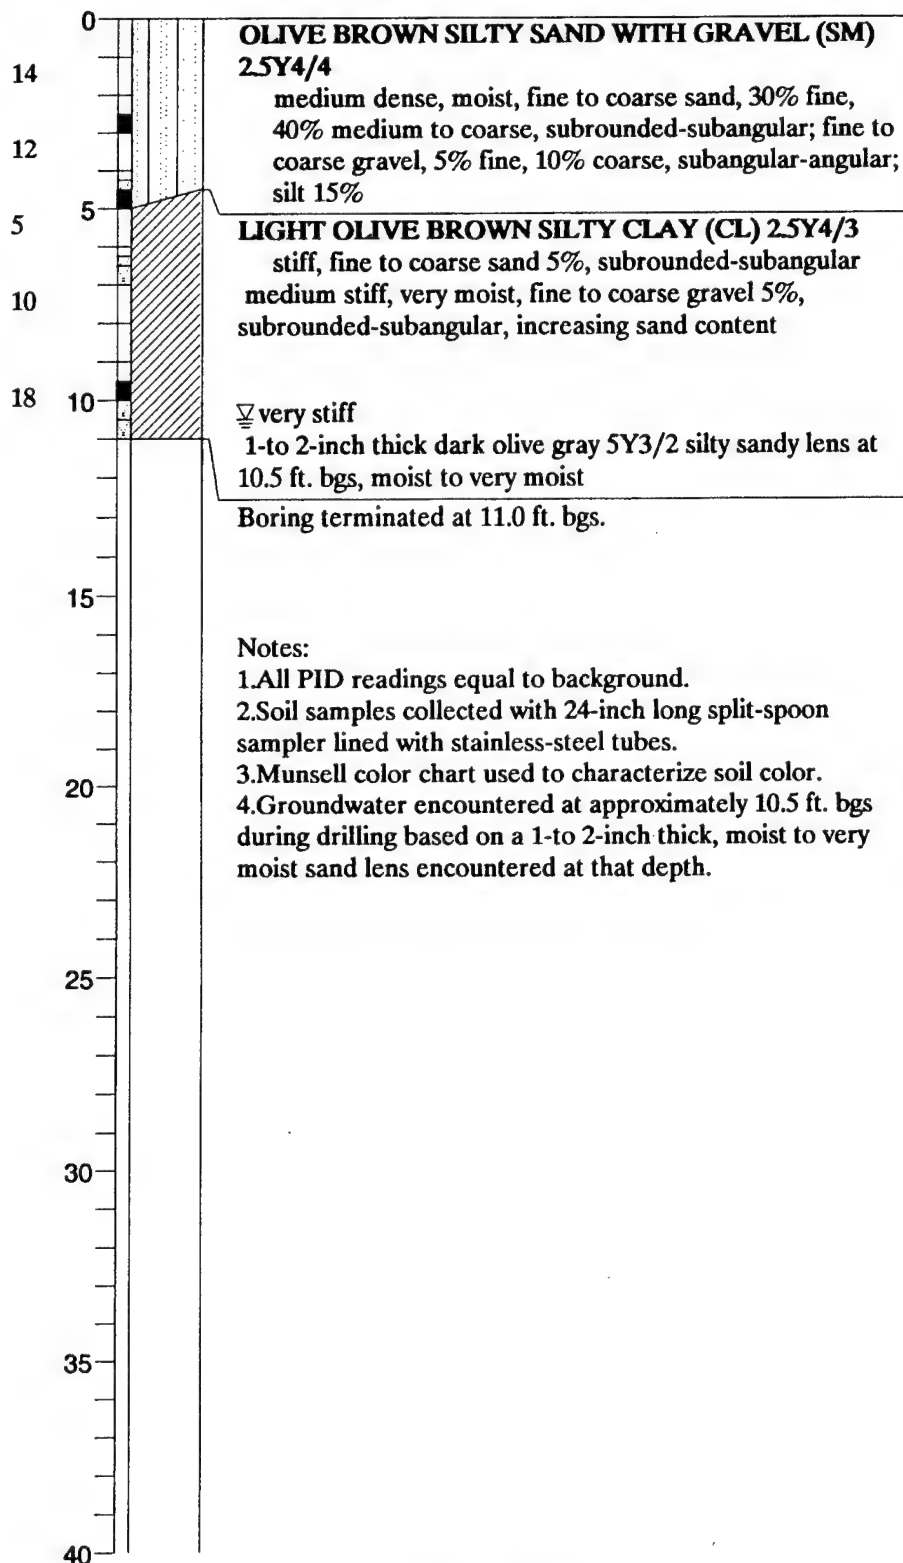 0
OLIVE BROWN SILTY SAND WITH GRAVEL (SM)
2.5Y4/4
14
medium dense, moist, fine to coarse sand, 30% fine,
40% medium to coarse, subrounded-subangular; fine to
12
coarse gravel, 5% fine, 10% coarse, subangular-angular;
silt 15%
5
5
LIGHT OLIVE BROWN SILTY CLAY (CL) 2.5Y4/3
stiff, fine to coarse sand 5%, subrounded-subangular
medium stiff, very moist, fine to coarse gravel 5%,
10
subrounded-subangular, increasing sand content
18
10
very stiff
1-to 2-inch thick dark olive gray 5Y3/2 silty sandy lens at
10.5 ft. bgs, moist to very moist
Boring terminated at 11.0 ft. bgs.
15
Notes:
1.All PID readings equal to background.
2.Soil samples collected with 24-inch long split-spoon
sampler lined with stainless-steel tubes.
3.Munsell color chart used to characterize soil color.
20
4.Groundwater encountered at approximately 10.5 ft. bgs
during drilling based on a 1-to 2-inch thick, moist to very
moist sand lens encountered at that depth.
25
30
35
40